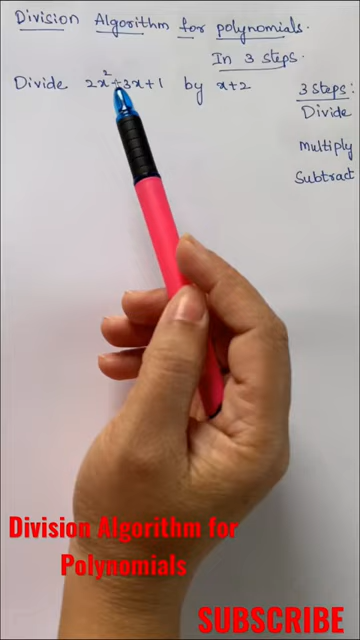 Division Algorithm for polynomials.
In 3 steps.
Divide 2x²+3x+1 by x+2
3 steps:
Divide
multiply
Subtract
Division Algorithm for
Polynomials
SUBSCRIBE